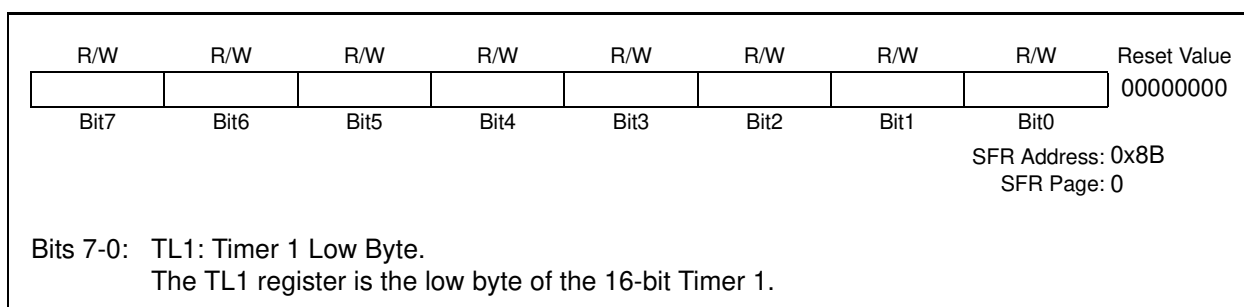 R/W R/W R/W R/W R/W R/W R/W R/W Reset Value
00000000
Bit7 Bit6 Bit5 Bit4 Bit3 Bit2 Bit1 Bit0
SFR Address: 0x8B
SFR Page: 0
Bits 7-0: TL1: Timer 1 Low Byte.
The TL1 register is the low byte of the 16-bit Timer 1.